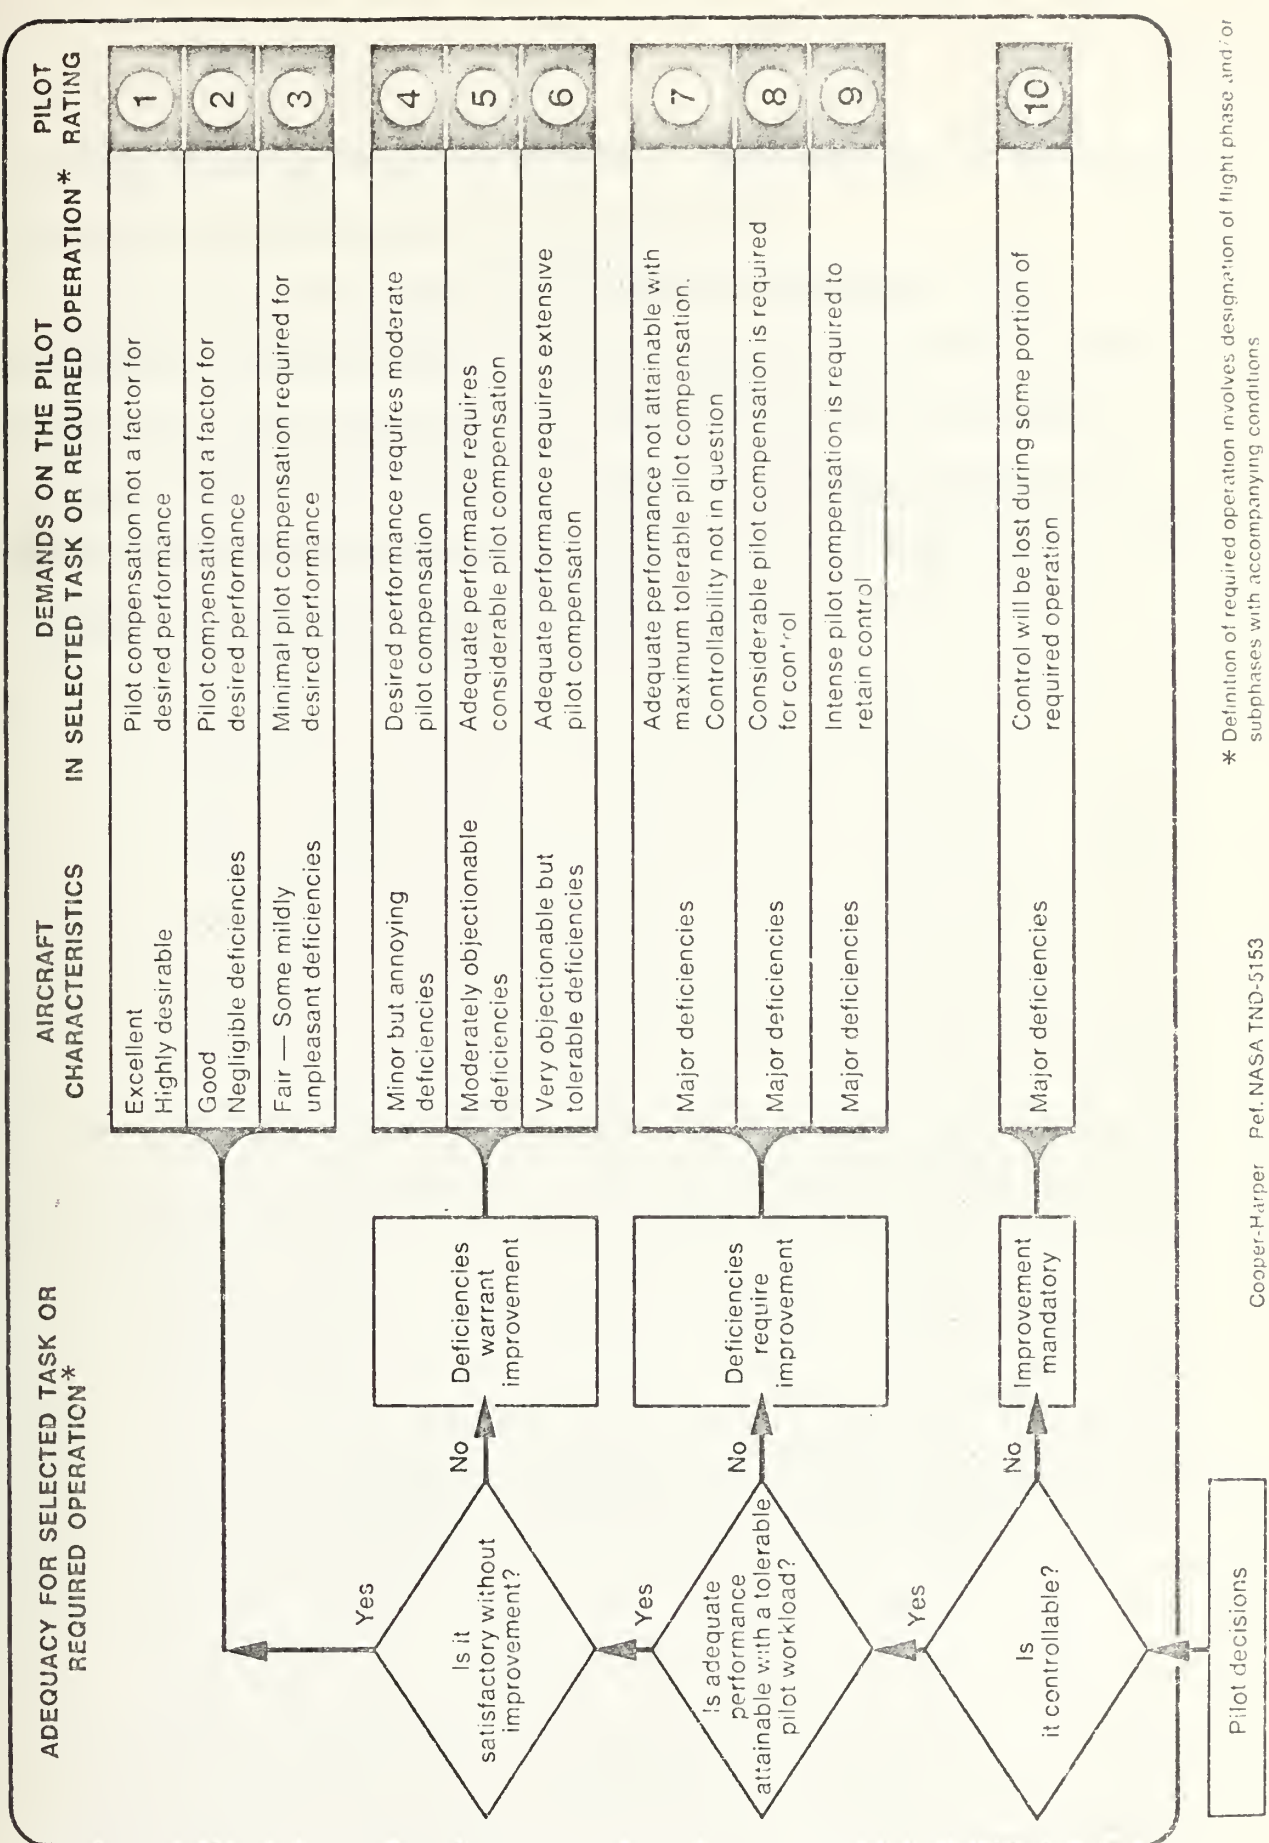 ADEQUACY FOR SELECTED TASK OR
REQUIRED OPERATION*
AIRCRAFT
CHARACTERISTICS
DEMANDS ON THE PILOT
IN SELECTED TASK OR REQUIRED OPERATION*
PILOT
RATING
Excellent
Highly desirable
Pilot compensation not a factor for
desired performance
1
Good
Negligible deficiencies
Pilot compensation not a factor for
desired performance
2
Fair — Some mildly
unpleasant deficiencies
Minimal pilot compensation required for
desired performance
3
Yes
Is it
satisfactory without
improvement?
No
Deficiencies
warrant
improvement
Minor but annoying
deficiencies
Desired performance requires moderate
pilot compensation
4
Moderately objectionable
deficiencies
Adequate performance requires
considerable pilot compensation
5
Very objectionable but
tolerable deficiencies
Adequate performance requires extensive
pilot compensation
6
Yes
Is adequate
performance
attainable with a tolerable
pilot workload?
No
Deficiencies
require
improvement
Major deficiencies
Adequate performance not attainable with
maximum tolerable pilot compensation.
Controllability not in question
7
Major deficiencies
Considerable pilot compensation is required
for control
8
Major deficiencies
Intense pilot compensation is required to
retain control
9
Yes
Is
it controllable?
No
Improvement
mandatory
Major deficiencies
Control will be lost during some portion of
required operation
10
Pilot decisions
Cooper-Harper Ref. NASA TND-5153
* Definition of required operation involves designation of flight phase and/or
subphases with accompanying conditions